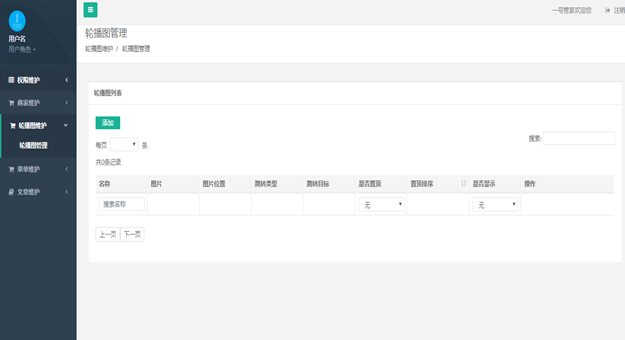 用户名
用户角色
权限维护
商家维护
轮播图维护
轮播图管理
菜单维护
文章维护
一号管家欢迎您
注销
轮播图管理
轮播图维护 / 轮播图管理
轮播图列表
添加
每页 条
搜索:
共0条记录
名称 图片 图片位置 跳转类型 跳转目标 是否置顶 置顶排序 是否显示 操作
搜索名称 无 无
上一页 下一页